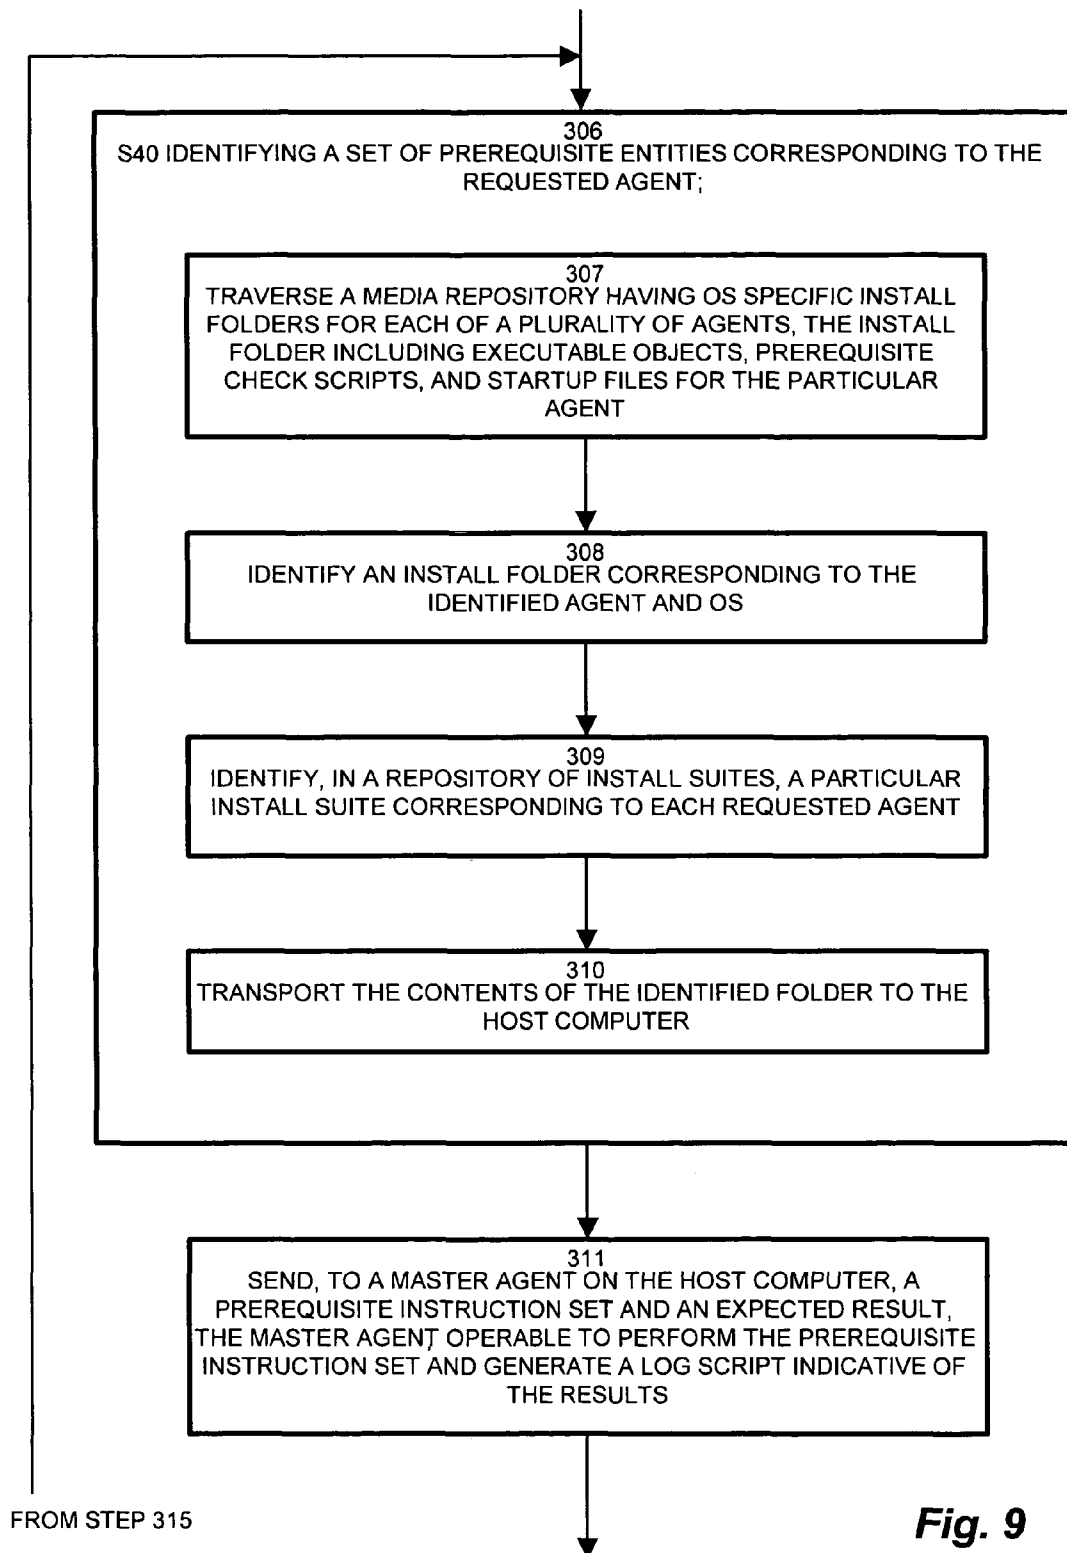 306
S40 IDENTIFYING A SET OF PREREQUISITE ENTITIES CORRESPONDING TO THE
REQUESTED AGENT;
307
TRAVERSE A MEDIA REPOSITORY HAVING OS SPECIFIC INSTALL
FOLDERS FOR EACH OF A PLURALITY OF AGENTS, THE INSTALL
FOLDER INCLUDING EXECUTABLE OBJECTS, PREREQUISITE
CHECK SCRIPTS, AND STARTUP FILES FOR THE PARTICULAR
AGENT
308
IDENTIFY AN INSTALL FOLDER CORRESPONDING TO THE
IDENTIFIED AGENT AND OS
309
IDENTIFY, IN A REPOSITORY OF INSTALL SUITES, A PARTICULAR
INSTALL SUITE CORRESPONDING TO EACH REQUESTED AGENT
310
TRANSPORT THE CONTENTS OF THE IDENTIFIED FOLDER TO THE
HOST COMPUTER
311
SEND, TO A MASTER AGENT ON THE HOST COMPUTER, A
PREREQUISITE INSTRUCTION SET AND AN EXPECTED RESULT,
THE MASTER AGENT OPERABLE TO PERFORM THE PREREQUISITE
INSTRUCTION SET AND GENERATE A LOG SCRIPT INDICATIVE OF
THE RESULTS
FROM STEP 315
Fig. 9